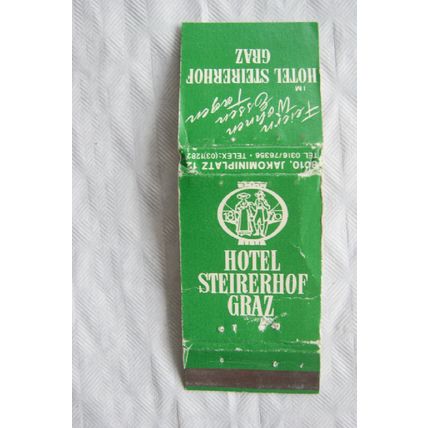 Feiern
Wohnen
Essen
Tagen
IM
HOTEL STEIRERHOF
GRAZ
8010, JAKOMINIPLATZ 12
TEL. 0316/76356 • TELEX: (03)1282
HOTEL
STEIRERHOF
GRAZ